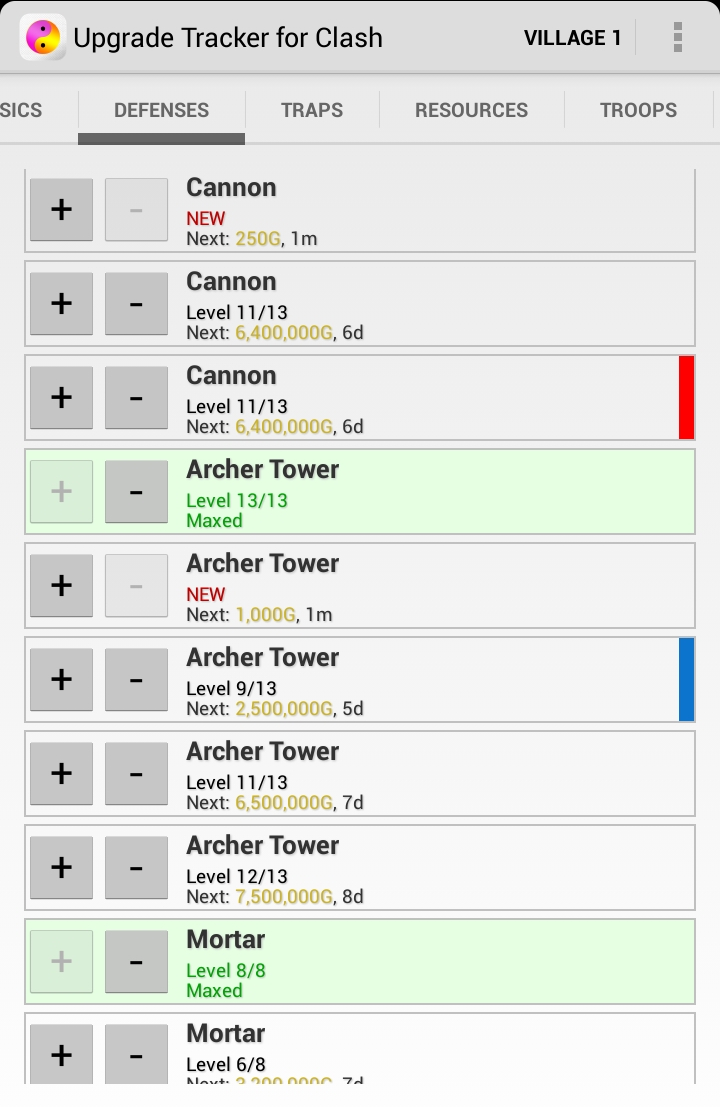 Upgrade Tracker for Clash
VILLAGE 1
SICS
DEFENSES
TRAPS
RESOURCES
TROOPS
+
-
Cannon
NEW
Next: 250G, 1m
+
-
Cannon
Level 11/13
Next: 6,400,000G, 6d
+
-
Cannon
Level 11/13
Next: 6,400,000G, 6d
+
-
Archer Tower
Level 13/13
Maxed
+
-
Archer Tower
NEW
Next: 1,000G, 1m
+
-
Archer Tower
Level 9/13
Next: 2,500,000G, 5d
+
-
Archer Tower
Level 11/13
Next: 6,500,000G, 7d
+
-
Archer Tower
Level 12/13
Next: 7,500,000G, 8d
+
-
Mortar
Level 8/8
Maxed
+
-
Mortar
Level 6/8
Next: 3,200,000G, 7d